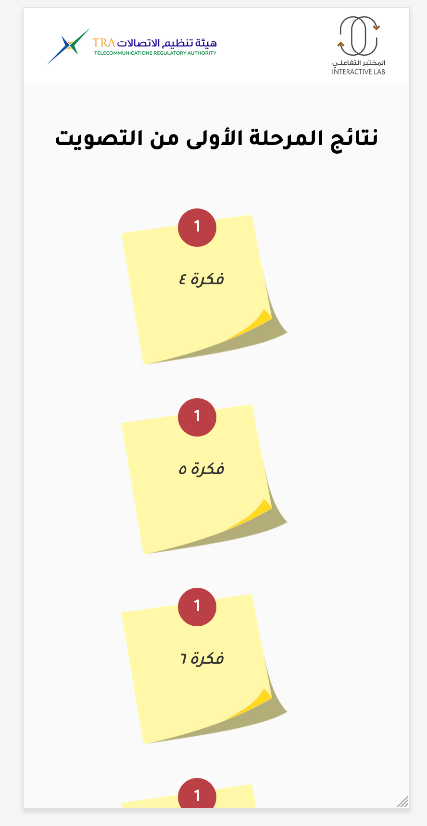 هيئة تنظيم الاتصالات TRA
TELECOMMUNICATIONS REGULATORY AUTHORITY
المختبر التفاعلي
INTERACTIVE LAB
نتائج المرحلة الأولى من التصويت
1
فكرة ٤
1
فكرة ٥
1
فكرة ٦
1